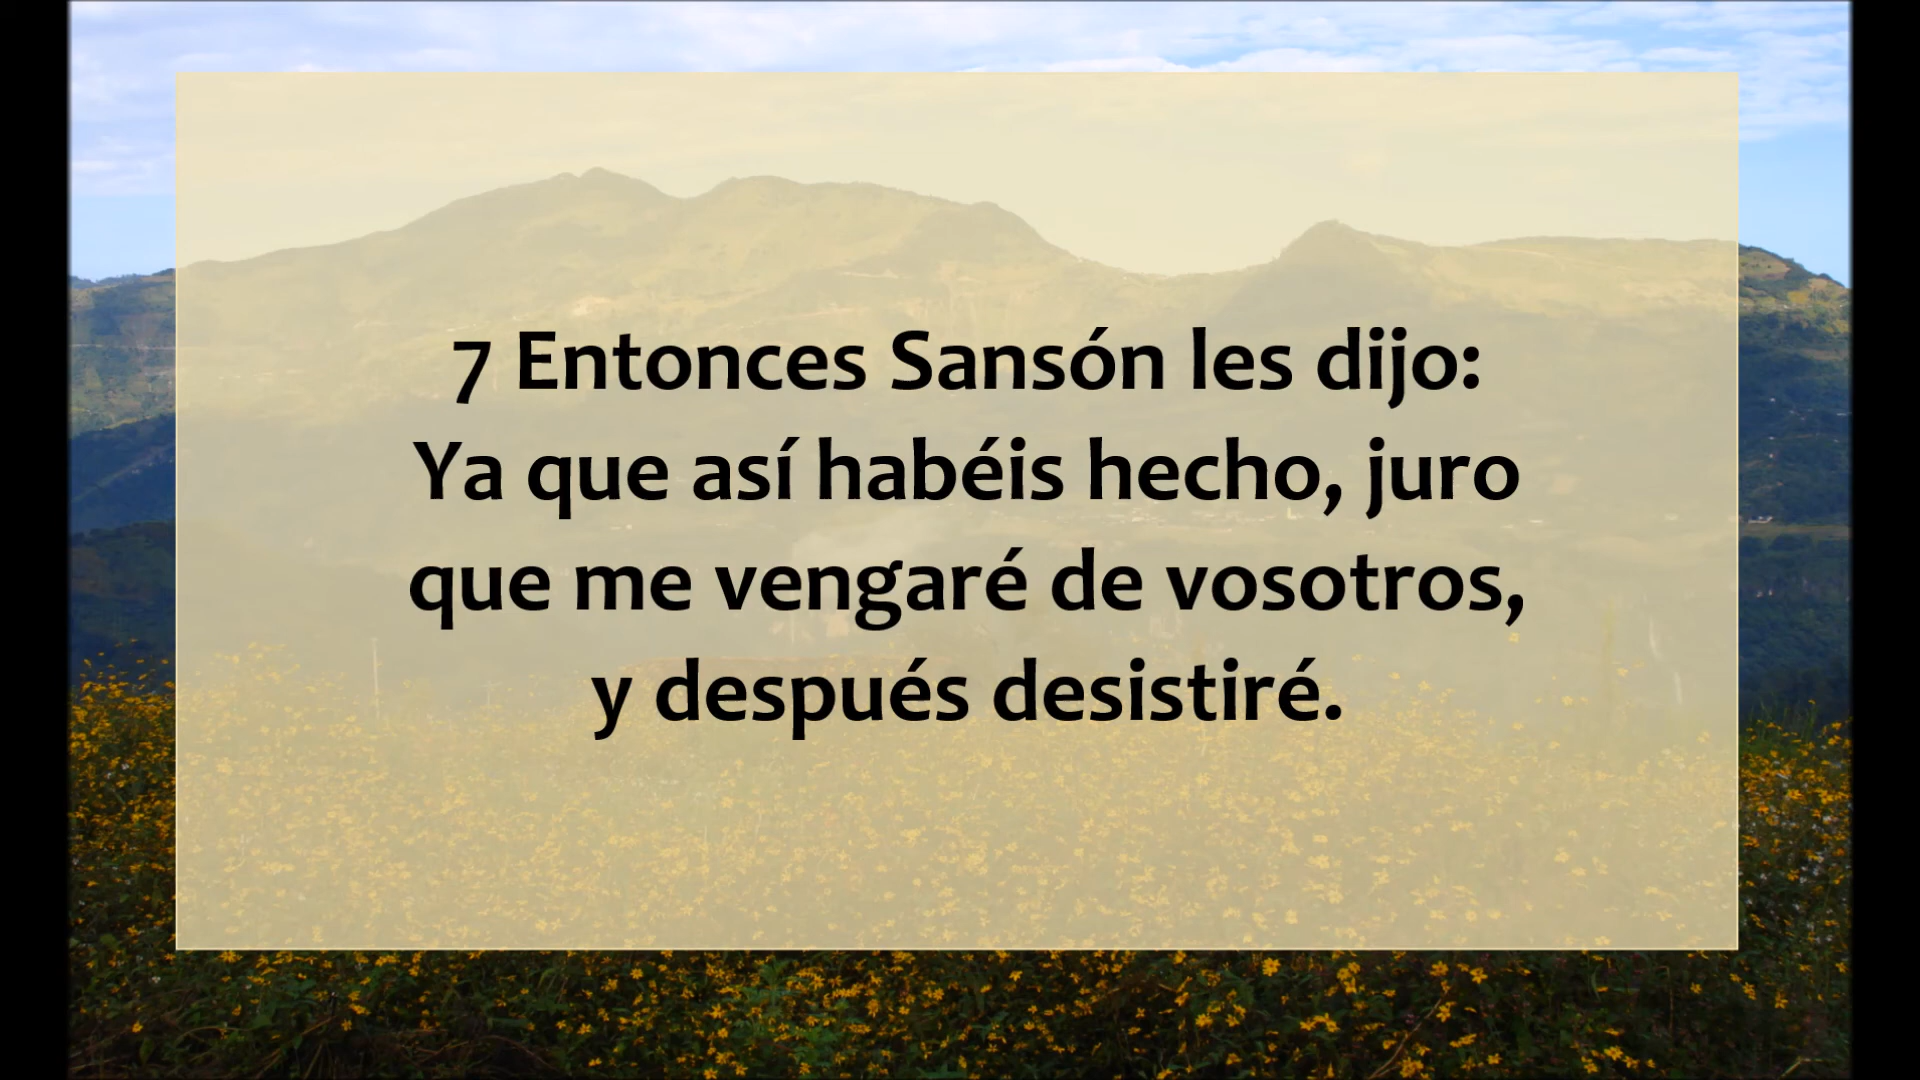 7 Entonces Sansón les dijo:
Ya que así habéis hecho, juro
que me vengaré de vosotros,
y después desistiré.